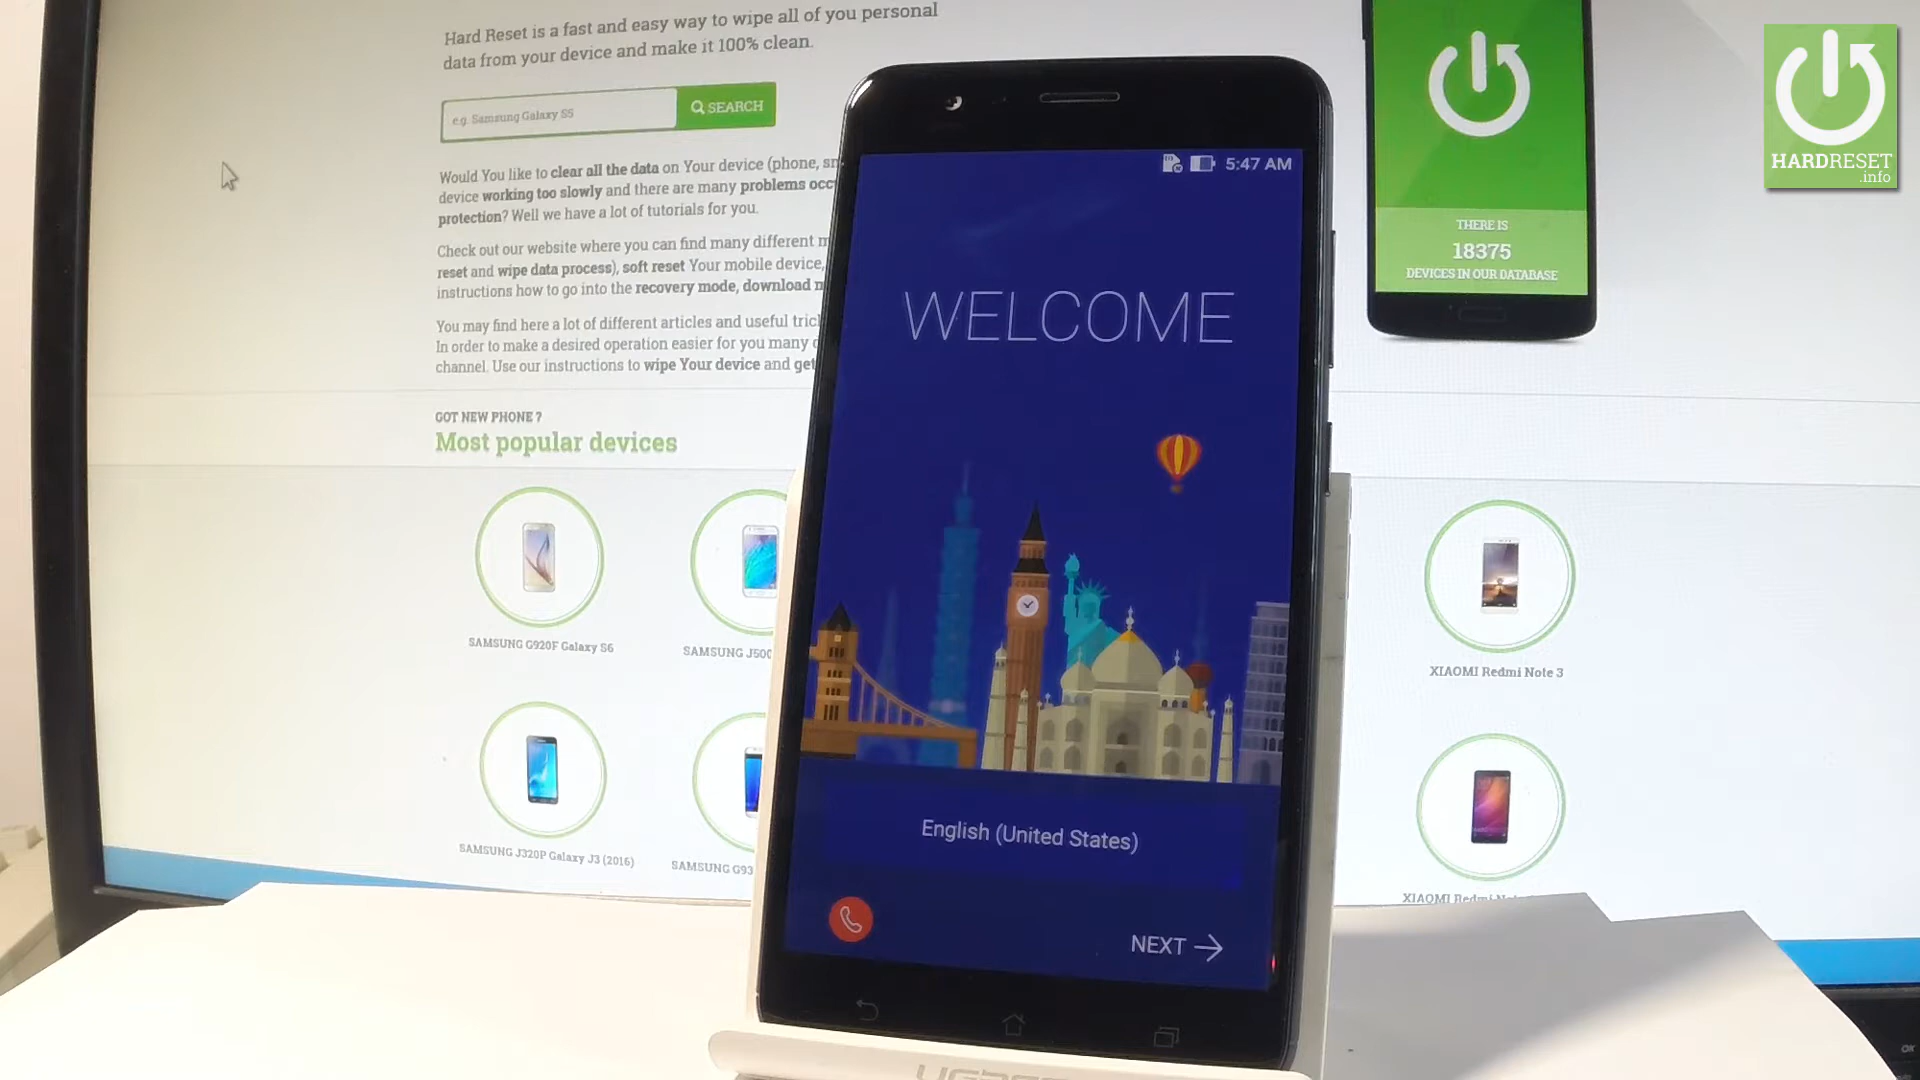 Hard Reset is a fast and easy way to wipe all of you personal
data from your device and make it 100% clean.
e.g. Samsung Galaxy S5
SEARCH
Would You like to clear all the data on Your device (phone,
device working too slowly and there are many problems
protection? Well we have a lot of tutorials for you.
Check out our website where you can find many different
reset and wipe data process), soft reset Your mobile device,
instructions how to go into the recovery mode, download
You may find here a lot of different articles and useful
In order to make a desired operation easier for you many
channel. Use our instructions to wipe Your device and get
GOT NEW PHONE ?
Most popular devices
SAMSUNG G920F Galaxy S6
SAMSUNG J500
SAMSUNG J320P Galaxy J3 (2016)
SAMSUNG G93
5:47 AM
WELCOME
English (United States)
NEXT
THERE IS
18375
DEVICES IN OUR DATABASE
XIAOMI Redmi Note 3
XIAOMI Redmi
HARDRESET
.info
OK